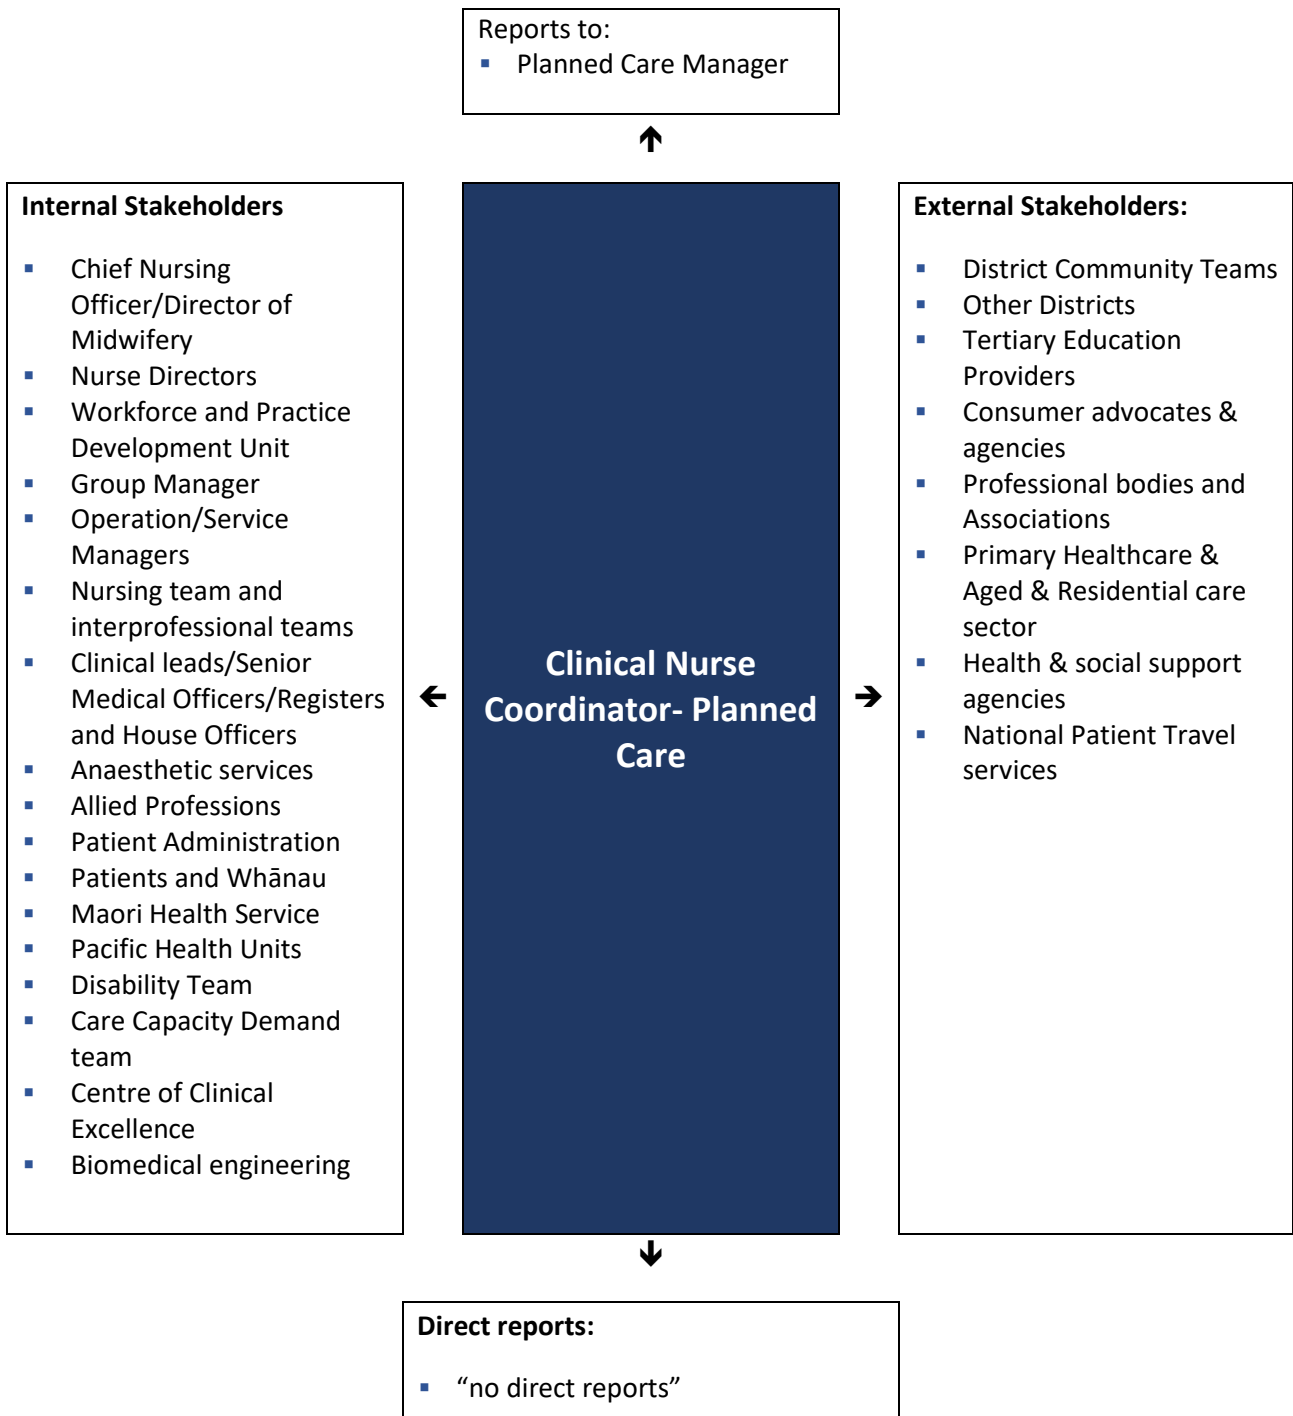 Reports to:
▪ Planned Care Manager
↑
Internal Stakeholders
▪ Chief Nursing
Officer/Director of
Midwifery
▪ Nurse Directors
▪ Workforce and Practice
Development Unit
▪ Group Manager
▪ Operation/Service
Managers
▪ Nursing team and
interprofessional teams
▪ Clinical leads/Senior
Medical Officers/Registers
and House Officers
▪ Anaesthetic services
▪ Allied Professions
▪ Patient Administration
▪ Patients and Whānau
▪ Maori Health Service
▪ Pacific Health Units
▪ Disability Team
▪ Care Capacity Demand
team
▪ Centre of Clinical
Excellence
▪ Biomedical engineering
←
Clinical Nurse
Coordinator- Planned
Care
→
External Stakeholders:
▪ District Community Teams
▪ Other Districts
▪ Tertiary Education
Providers
▪ Consumer advocates &
agencies
▪ Professional bodies and
Associations
▪ Primary Healthcare &
Aged & Residential care
sector
▪ Health & social support
agencies
▪ National Patient Travel
services
↓
Direct reports:
▪ “no direct reports”